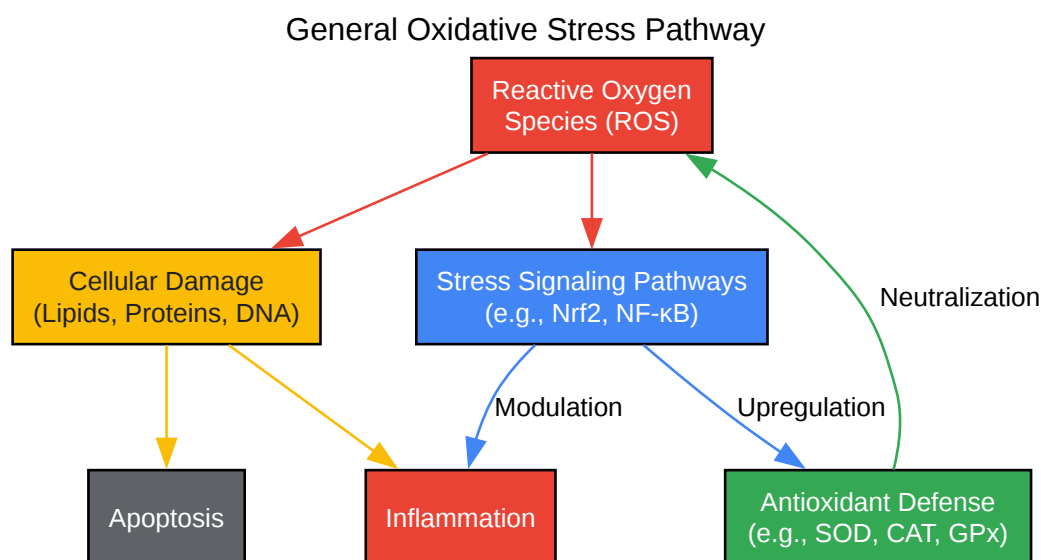 General Oxidative Stress Pathway
Reactive Oxygen
Species (ROS)
Cellular Damage
(Lipids, Proteins, DNA)
Stress Signaling Pathways
(e.g., Nrf2, NF-κB)
Neutralization
Modulation
Upregulation
Apoptosis
Inflammation
Antioxidant Defense
(e.g., SOD, CAT, GPx)